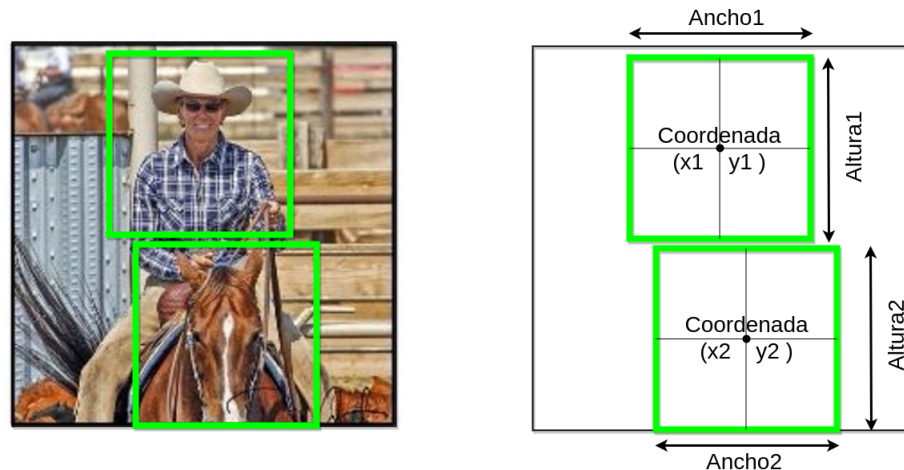 Ancho1
Altura1
Coordenada
(x1 y1 )
Coordenada
(x2 y2 )
Altura2
Ancho2